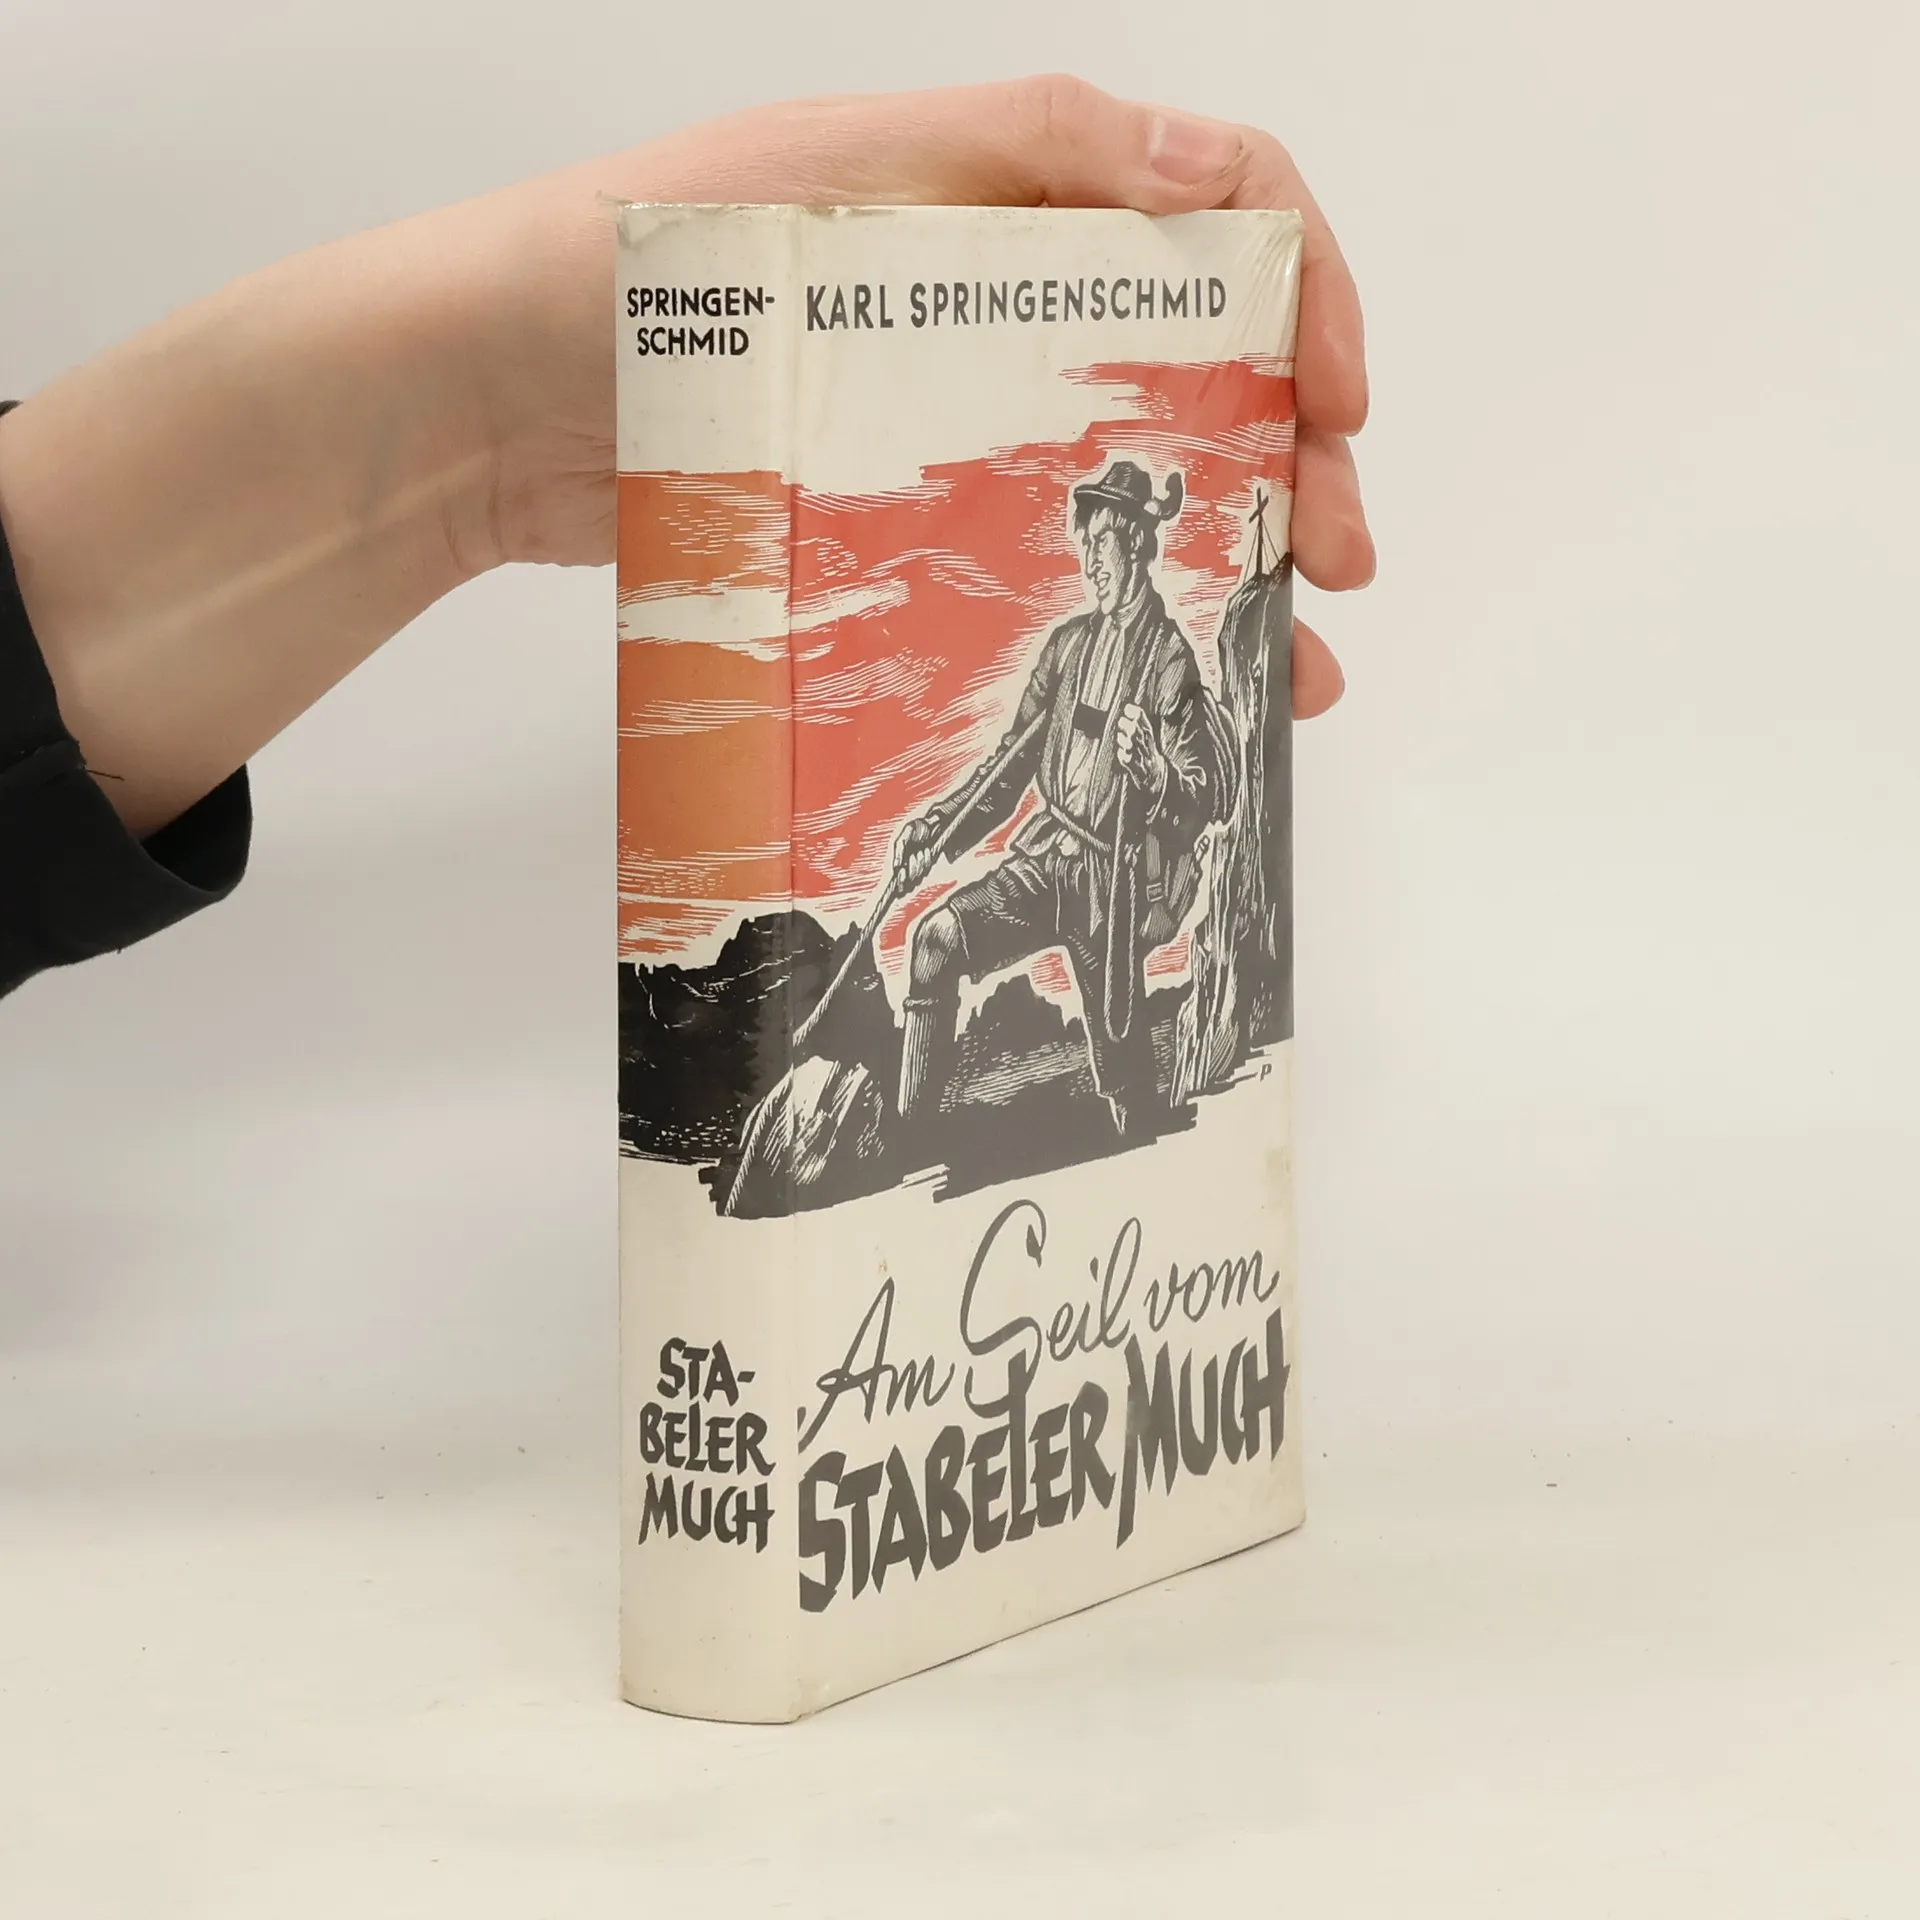 SPRINGEN-
SCHMID
STA-
BELER
MUCH
KARL SPRINGENSCHMID
P
Am Seil vom
STABELER MUCH